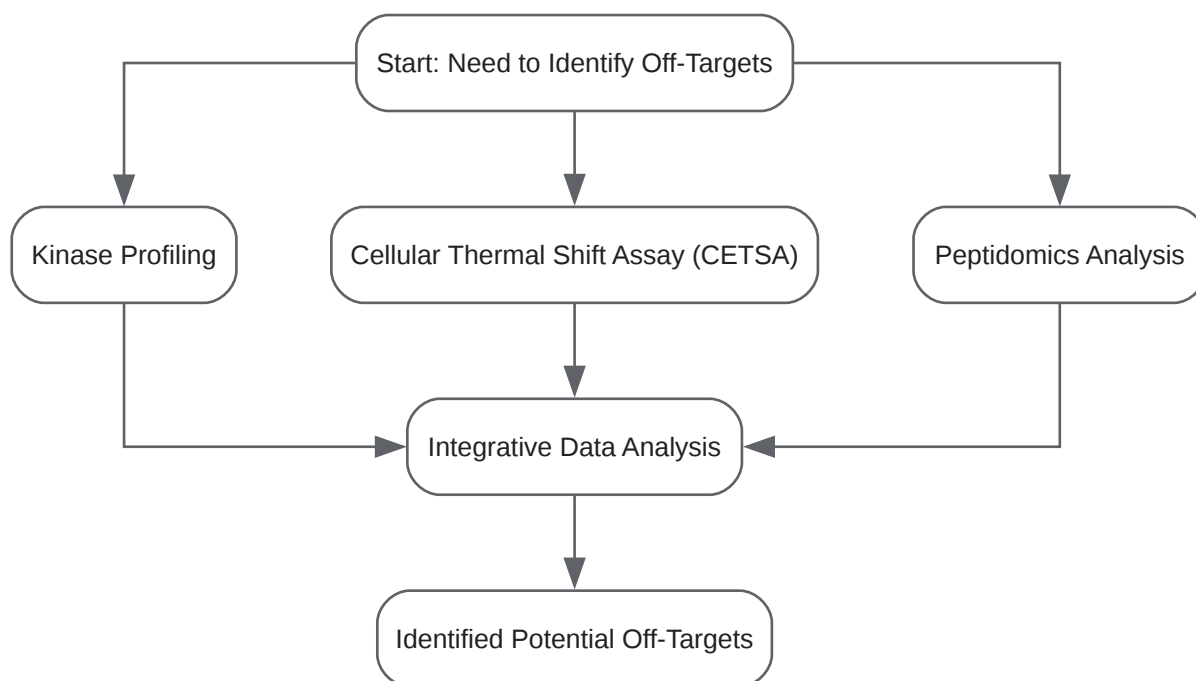 Start: Need to Identify Off-Targets
Kinase Profiling
Cellular Thermal Shift Assay (CETSA)
Peptidomics Analysis
Integrative Data Analysis
Identified Potential Off-Targets